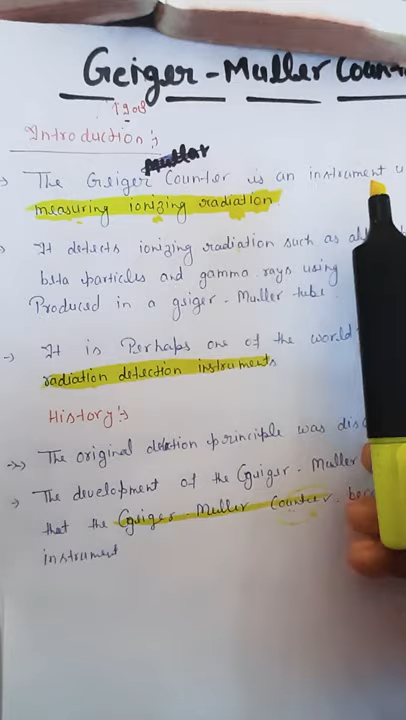 Geiger-Muller Coun
1908
Introduction:
Muller
The Geiger Counter is an instrument u
measuring ionizing radiation
It detects ionizing radiation such as al
beta particles and gamma rays using
Produced in a geiger-Muller tube.
It is Perhaps one of the world
radiation detection instruments
History:
The original detection principle was disc
The development of the Geiger-Muller
that the Geiger-Muller Counter bec
instrument